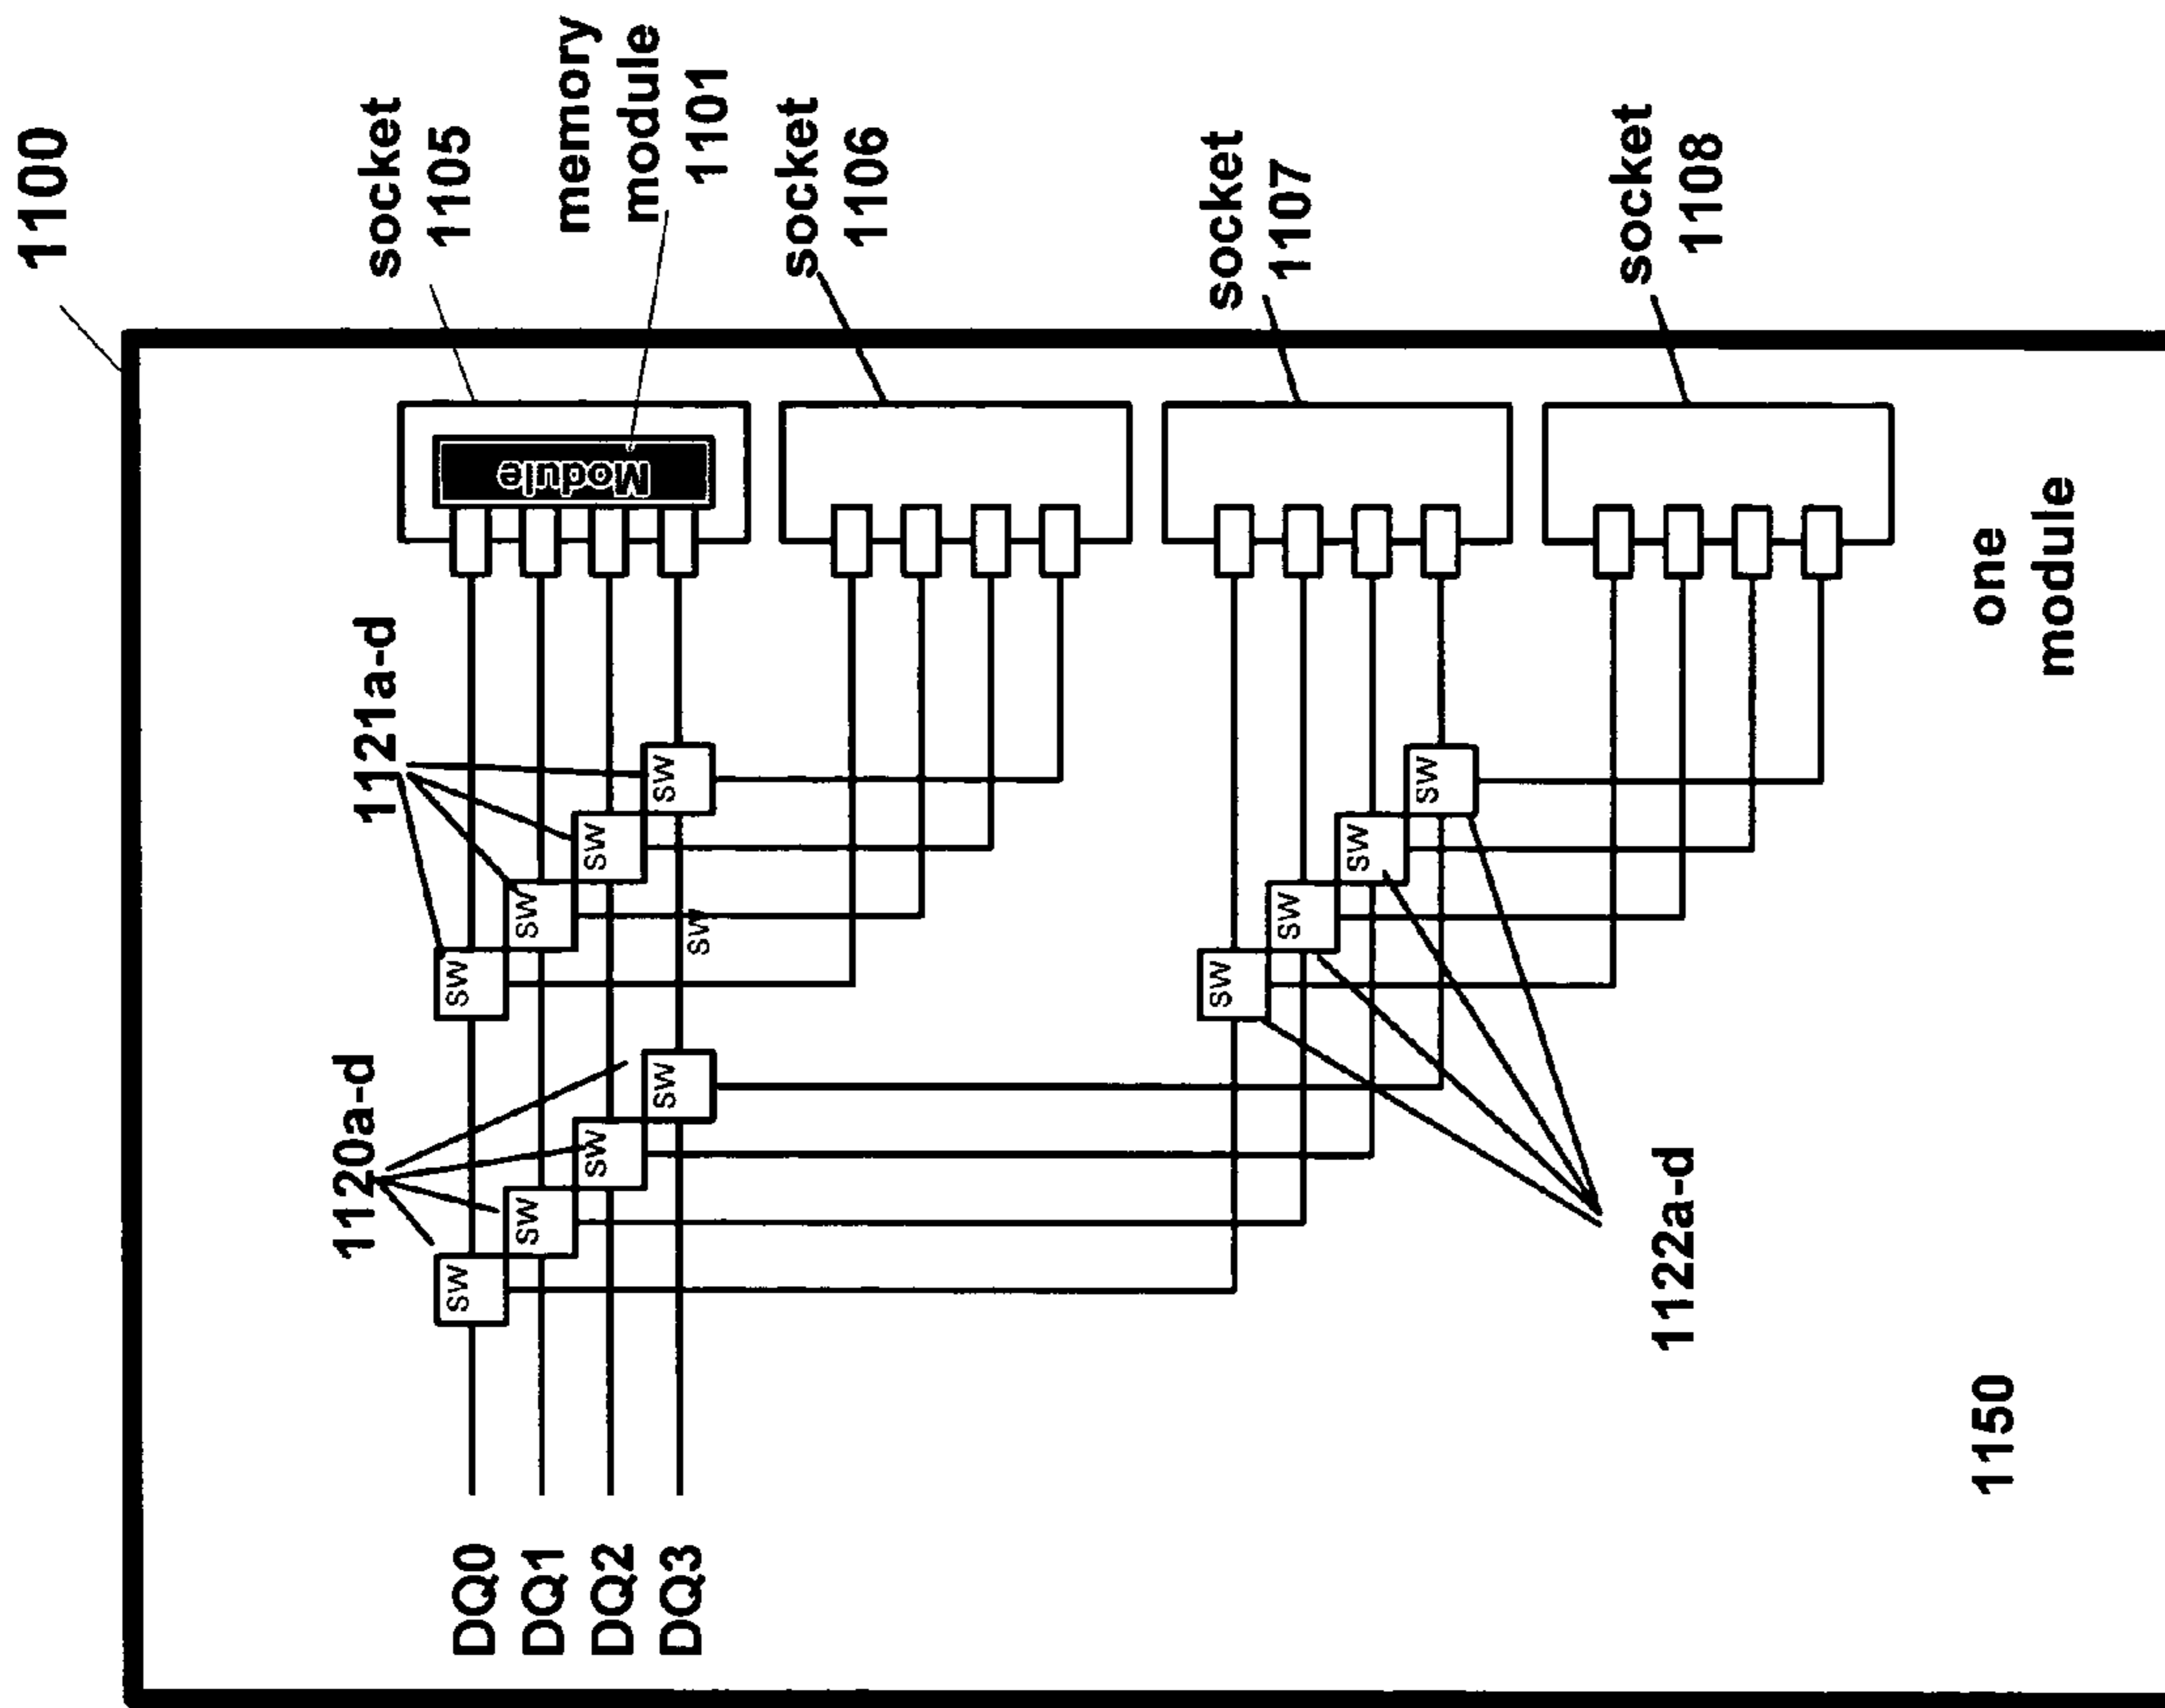 1100
socket
1105
memory
module
1101
socket
1106
socket
1107
socket
1108
Module
1121a-d
SW
SW
SW
SW
SW
1120a-d
SW
SW
SW
SW
DQ0
DQ1
DQ2
DQ3
SW
SW
SW
SW
1122a-d
one
module
1150